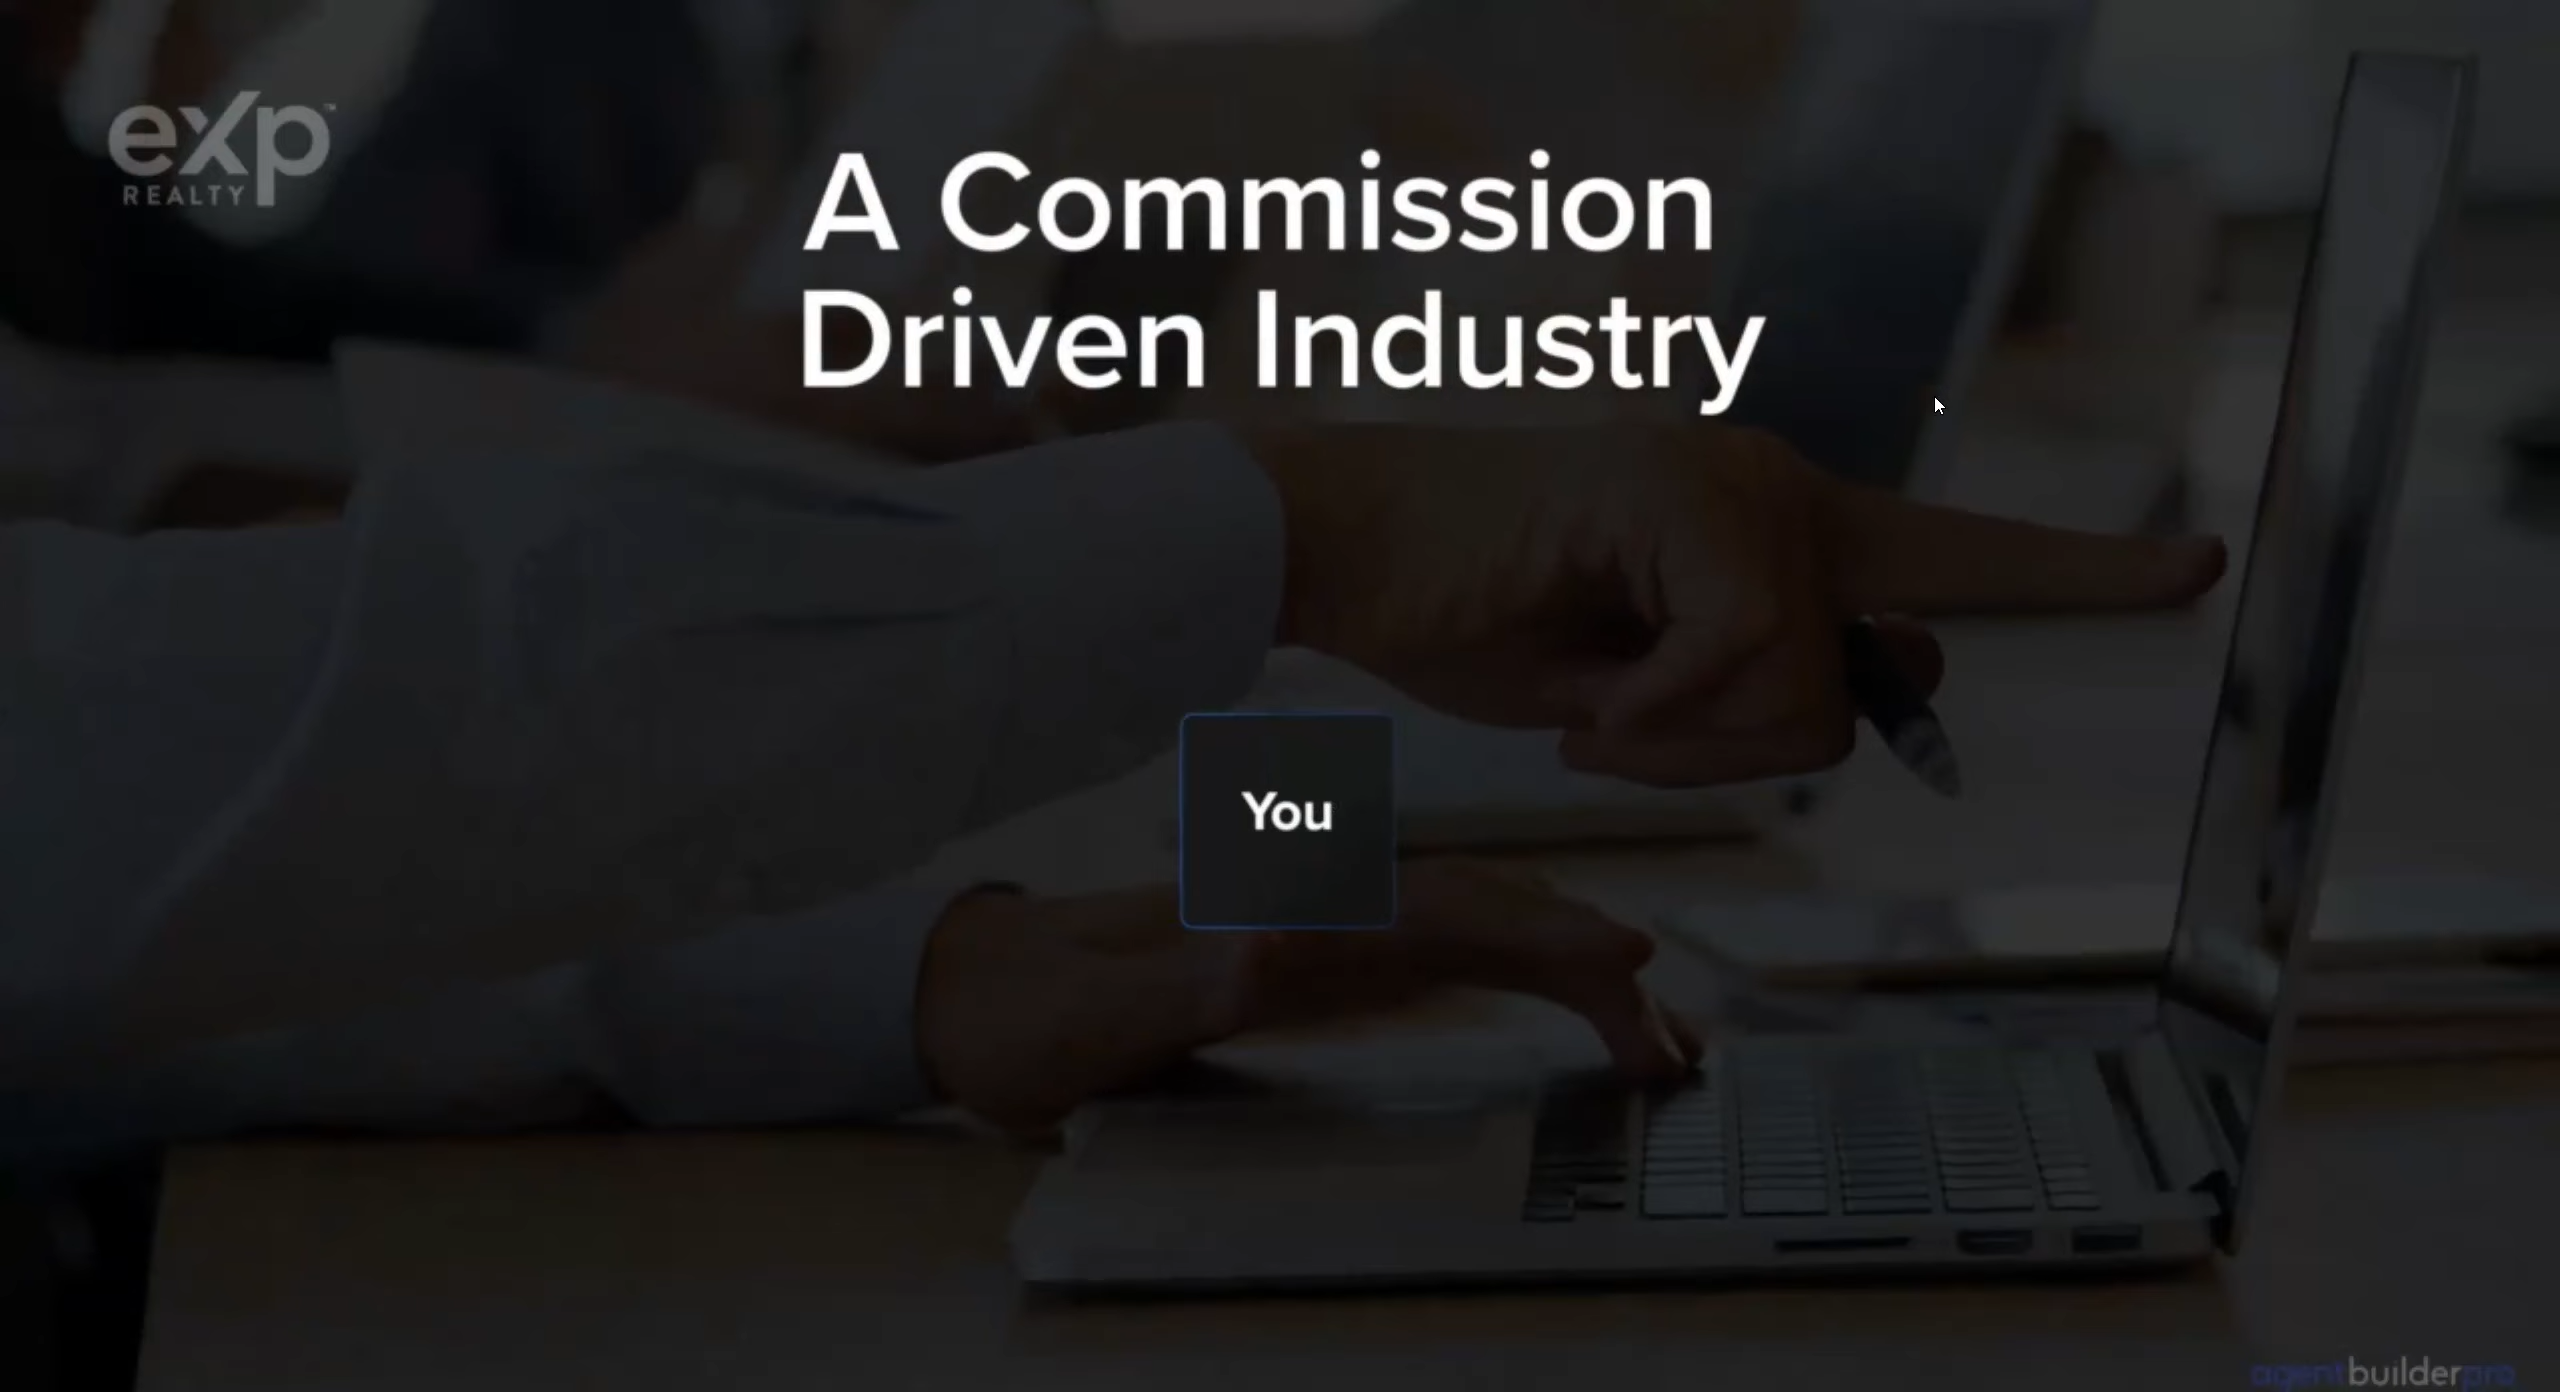 eXp
REALTY
A Commission
Driven Industry
You
agentbuilderpro